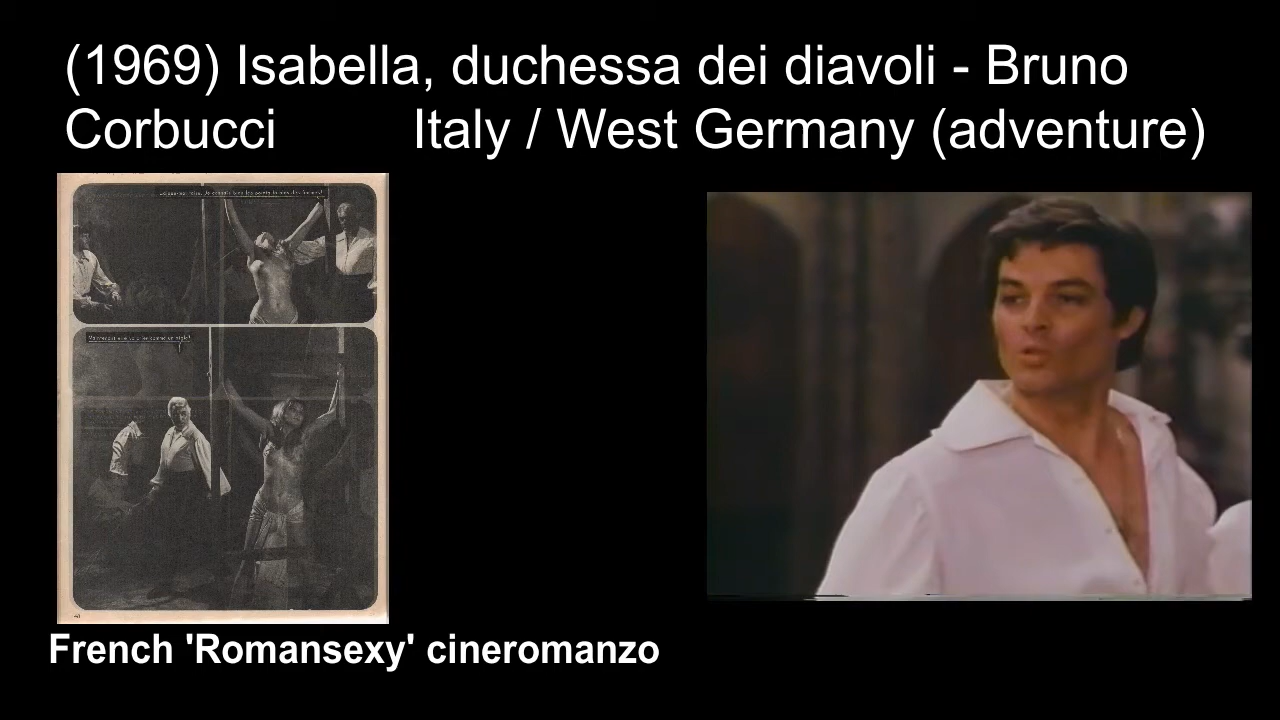 (1969) Isabella, duchessa dei diavoli - Bruno
Corbucci Italy / West Germany (adventure)
French 'Romansexy' cineromanzo